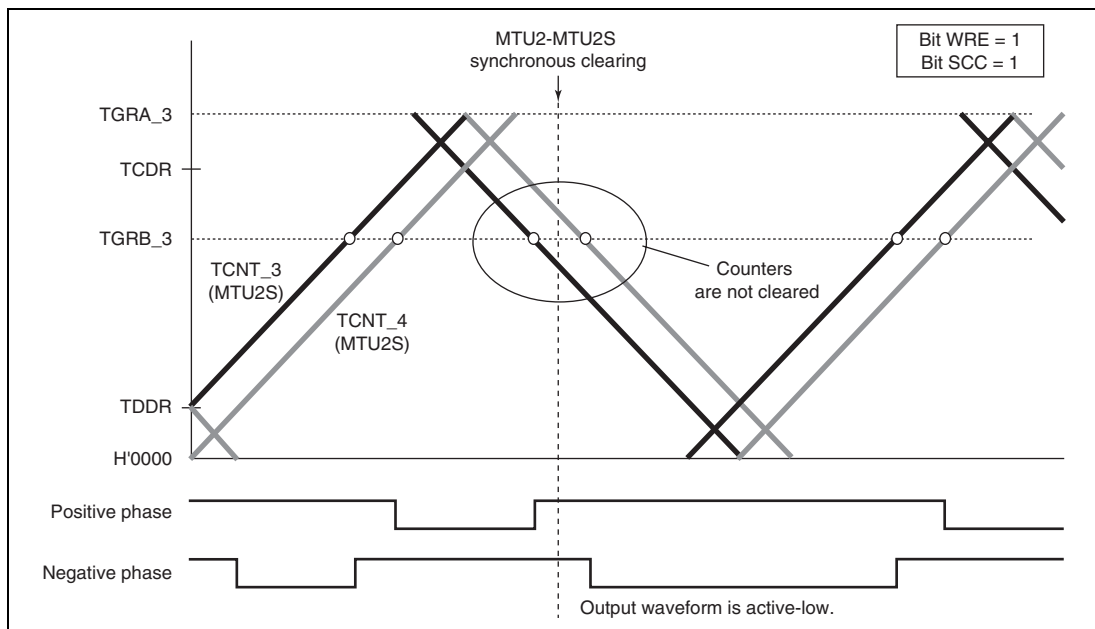 MTU2-MTU2S
synchronous clearing
Bit WRE = 1
Bit SCC = 1
TGRA_3
TCDR
TGRB_3
TCNT_3
(MTU2S)
TCNT_4
(MTU2S)
Counters
are not cleared
TDDR
H'0000
Positive phase
Negative phase
Output waveform is active-low.